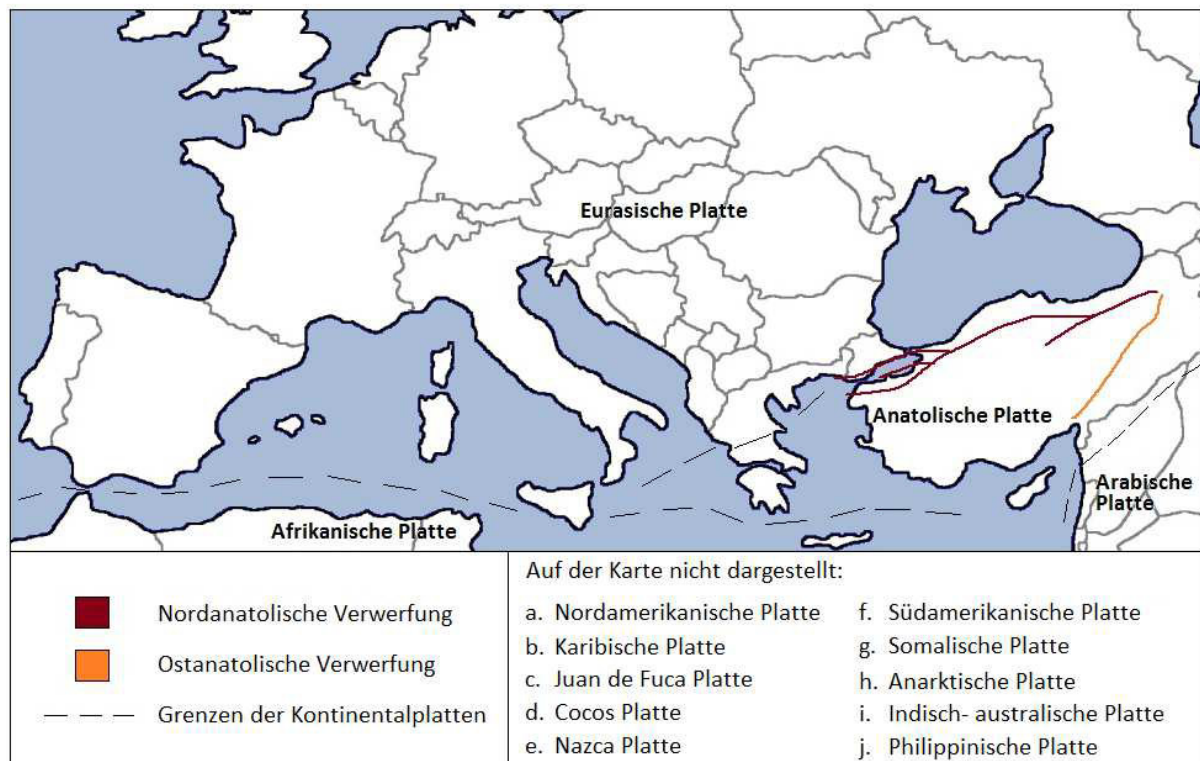 Eurasische Platte
Anatolische Platte
Arabische
Platte
Afrikanische Platte
Nordanatolische Verwerfung
Ostanatolische Verwerfung
Grenzen der Kontinentalplatten
Auf der Karte nicht dargestellt:
a. Nordamerikanische Platte
b. Karibische Platte
c. Juan de Fuca Platte
d. Cocos Platte
e. Nazca Platte
f. Südamerikanische Platte
g. Somalische Platte
h. Anarktische Platte
i. Indisch- australische Platte
j. Philippinische Platte